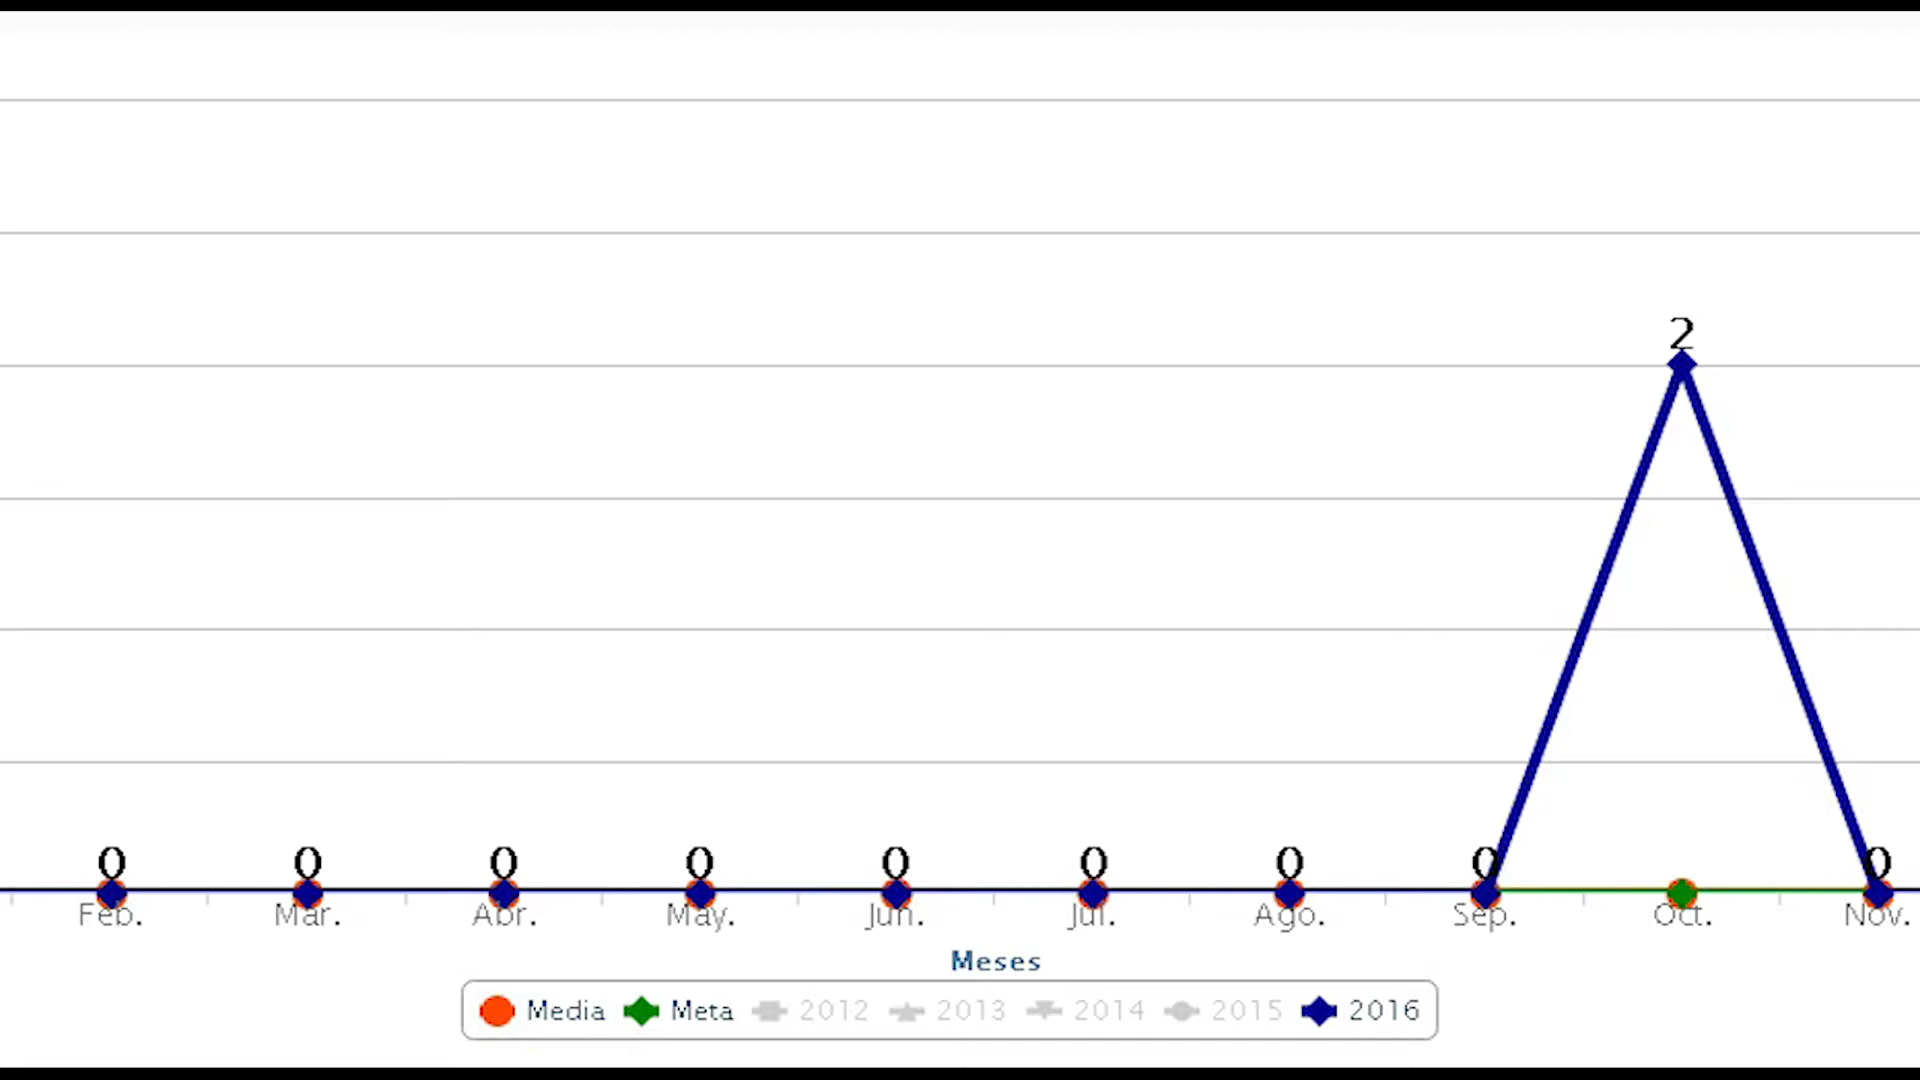 2
0 0 0 0 0 0 0 0 0
Feb. Mar. Abr. May. Jun. Jul. Ago. Sep. Oct. Nov.
Meses
Media Meta 2012 2013 2014 2015 2016